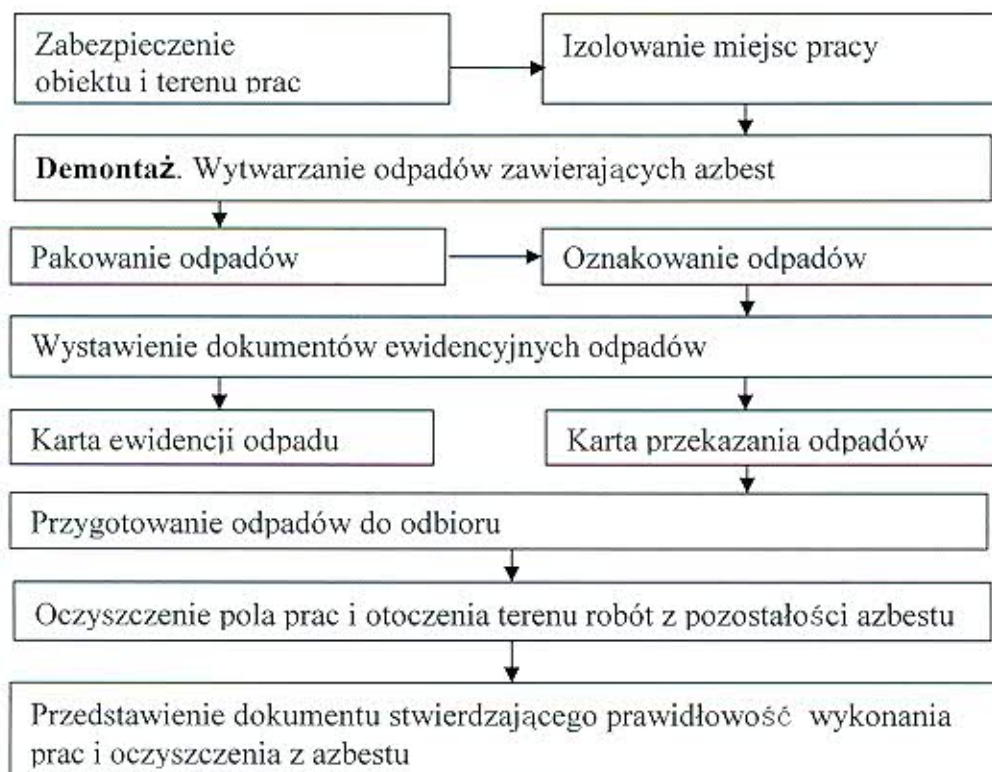 Zabezpieczenie
obiektu i terenu prac
Izolowanie miejsc pracy
Demontaż. Wytwarzanie odpadów zawierających azbest
Pakowanie odpadów
Oznakowanie odpadów
Wystawienie dokumentów ewidencyjnych odpadów
Karta ewidencji odpadu
Karta przekazania odpadów
Przygotowanie odpadów do odbioru
Oczyszczenie pola prac i otoczenia terenu robót z pozostałości azbestu
Przedstawienie dokumentu stwierdzającego prawidłowość wykonania
prac i oczyszczenia z azbestu